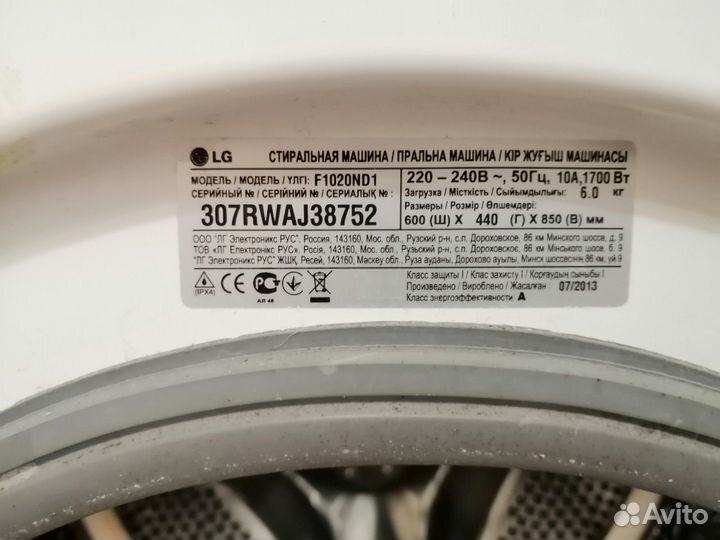 LG СТИРАЛЬНАЯ МАШИНА / ПРАЛЬНА МАШИНА / КІР ЖУҒЫШ МАШИНАСЫ
МОДЕЛЬ / МОДЕЛЬ / ҮЛГІ: F1020ND1
СЕРИЙНЫЙ № / СЕРІЙНИЙ № / СЕРИАЛЫҚ № :
307RWAJ38752
220 – 240В ~, 50Гц, 10А,1700 Вт
Загрузка / Місткість / Сыйымдылығы: 6.0 кг
Размеры / Розмір / Өлшемдері:
600 (Ш) X 440 (Г) X 850 (В) мм
ООО "ЛГ Электроникс РУС", Россия, 143160, Мос. обл., Рузский р-н, с.п. Дороховское, 86 км Минского шоссе, д. 9
ТОВ «ЛГ Електронікс РУС», Росія, 143160, Мос. обл., Рузський р-н, с.п. Дороховское, 86 км Мінського шосе, д. 9
"ЛГ Электроникс РУС" ЖШҚ, Ресей, 143160, Мәскеу обл., Руза ауданы, Дорохово ауылы, Минск шоссесінің 86 км, үй 9
Класс защиты I / Клас захисту I / Қорғаудың сыныбы I
Произведено / Вироблено / Жасалған : 07/2013
Класс энергоэффективности : A
(IPX4)
CE
АЯ 46
Avito